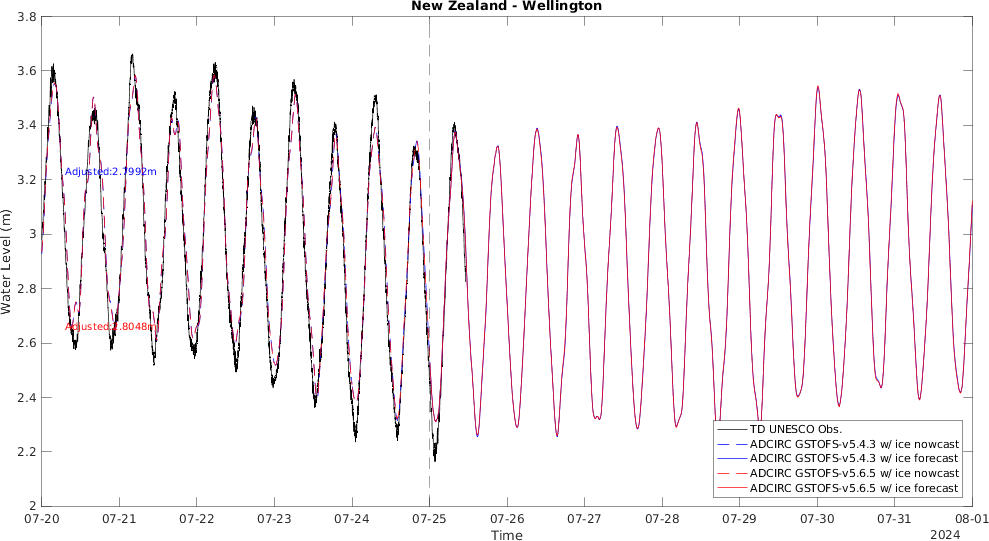 New Zealand - Wellington
3.8
3.6
3.4
3.2
3
2.8
2.6
2.4
2.2
2
Water Level (m)
Adjusted:2.7992m
Adjusted:2.8048m
TD UNESCO Obs.
ADCIRC GSTOFS-v5.4.3 w/ ice nowcast
ADCIRC GSTOFS-v5.4.3 w/ ice forecast
ADCIRC GSTOFS-v5.6.5 w/ ice nowcast
ADCIRC GSTOFS-v5.6.5 w/ ice forecast
07-20 07-21 07-22 07-23 07-24 07-25 07-26 07-27 07-28 07-29 07-30 07-31 08-01
Time
2024